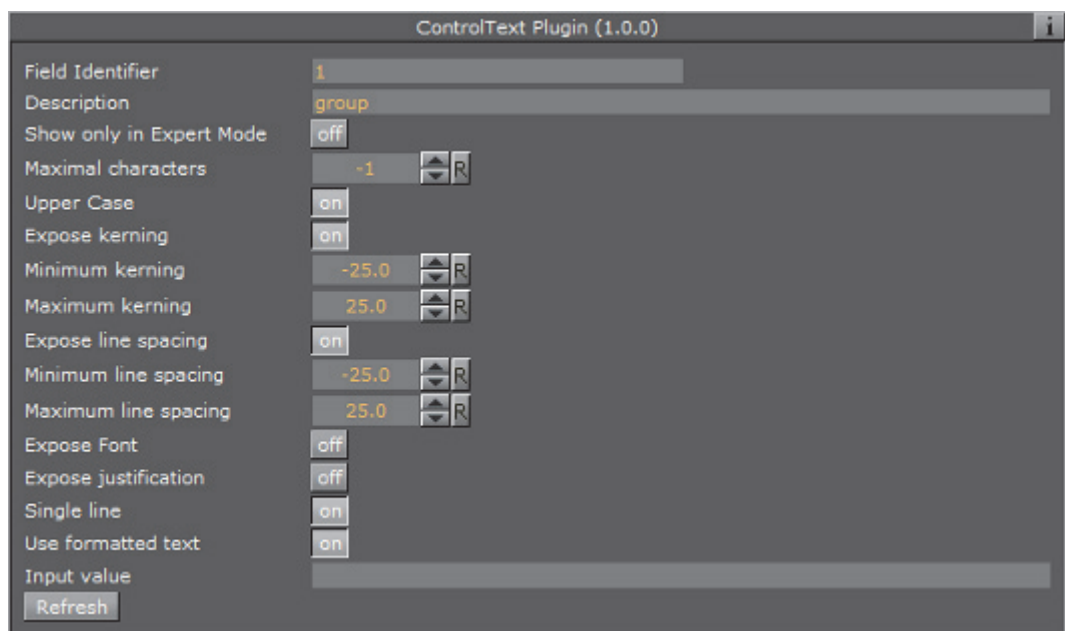 ControlText Plugin (1.0.0) i
Field Identifier 1
Description group
Show only in Expert Mode off
Maximal characters -1 R
Upper Case on
Expose kerning on
Minimum kerning -25.0 R
Maximum kerning 25.0 R
Expose line spacing on
Minimum line spacing -25.0 R
Maximum line spacing 25.0 R
Expose Font off
Expose justification off
Single line on
Use formatted text on
Input value
Refresh